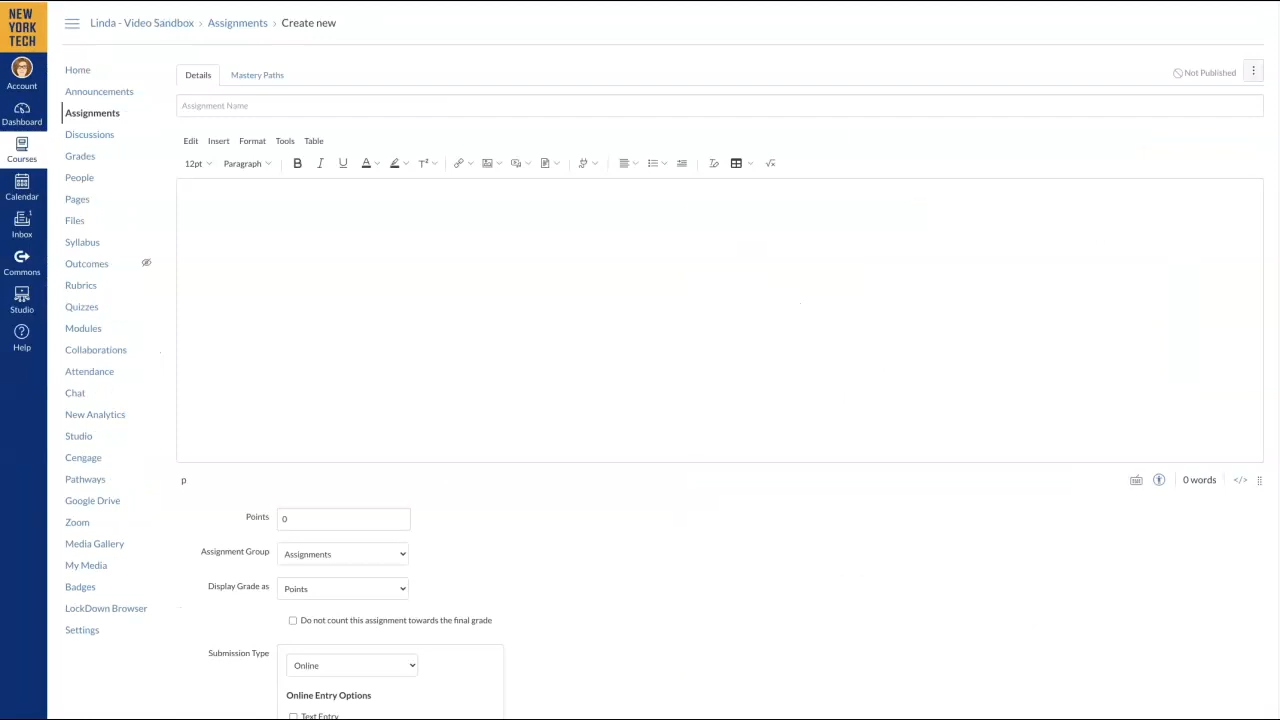 NEW
YORK
TECH
Linda - Video Sandbox › Assignments › Create new
Account
Dashboard
Courses
Calendar
1
Inbox
Commons
Studio
Help
Home
Announcements
Assignments
Discussions
Grades
People
Pages
Files
Syllabus
Outcomes
Rubrics
Quizzes
Modules
Collaborations
Attendance
Chat
New Analytics
Studio
Cengage
Pathways
Google Drive
Zoom
Media Gallery
My Media
Badges
LockDown Browser
Settings
Details Mastery Paths Not Published
Assignment Name
Edit Insert Format Tools Table
12pt Paragraph B I U A T² √x
p 0 words </>
Points 0
Assignment Group Assignments
Display Grade as Points
Do not count this assignment towards the final grade
Submission Type Online
Online Entry Options
Text Entry